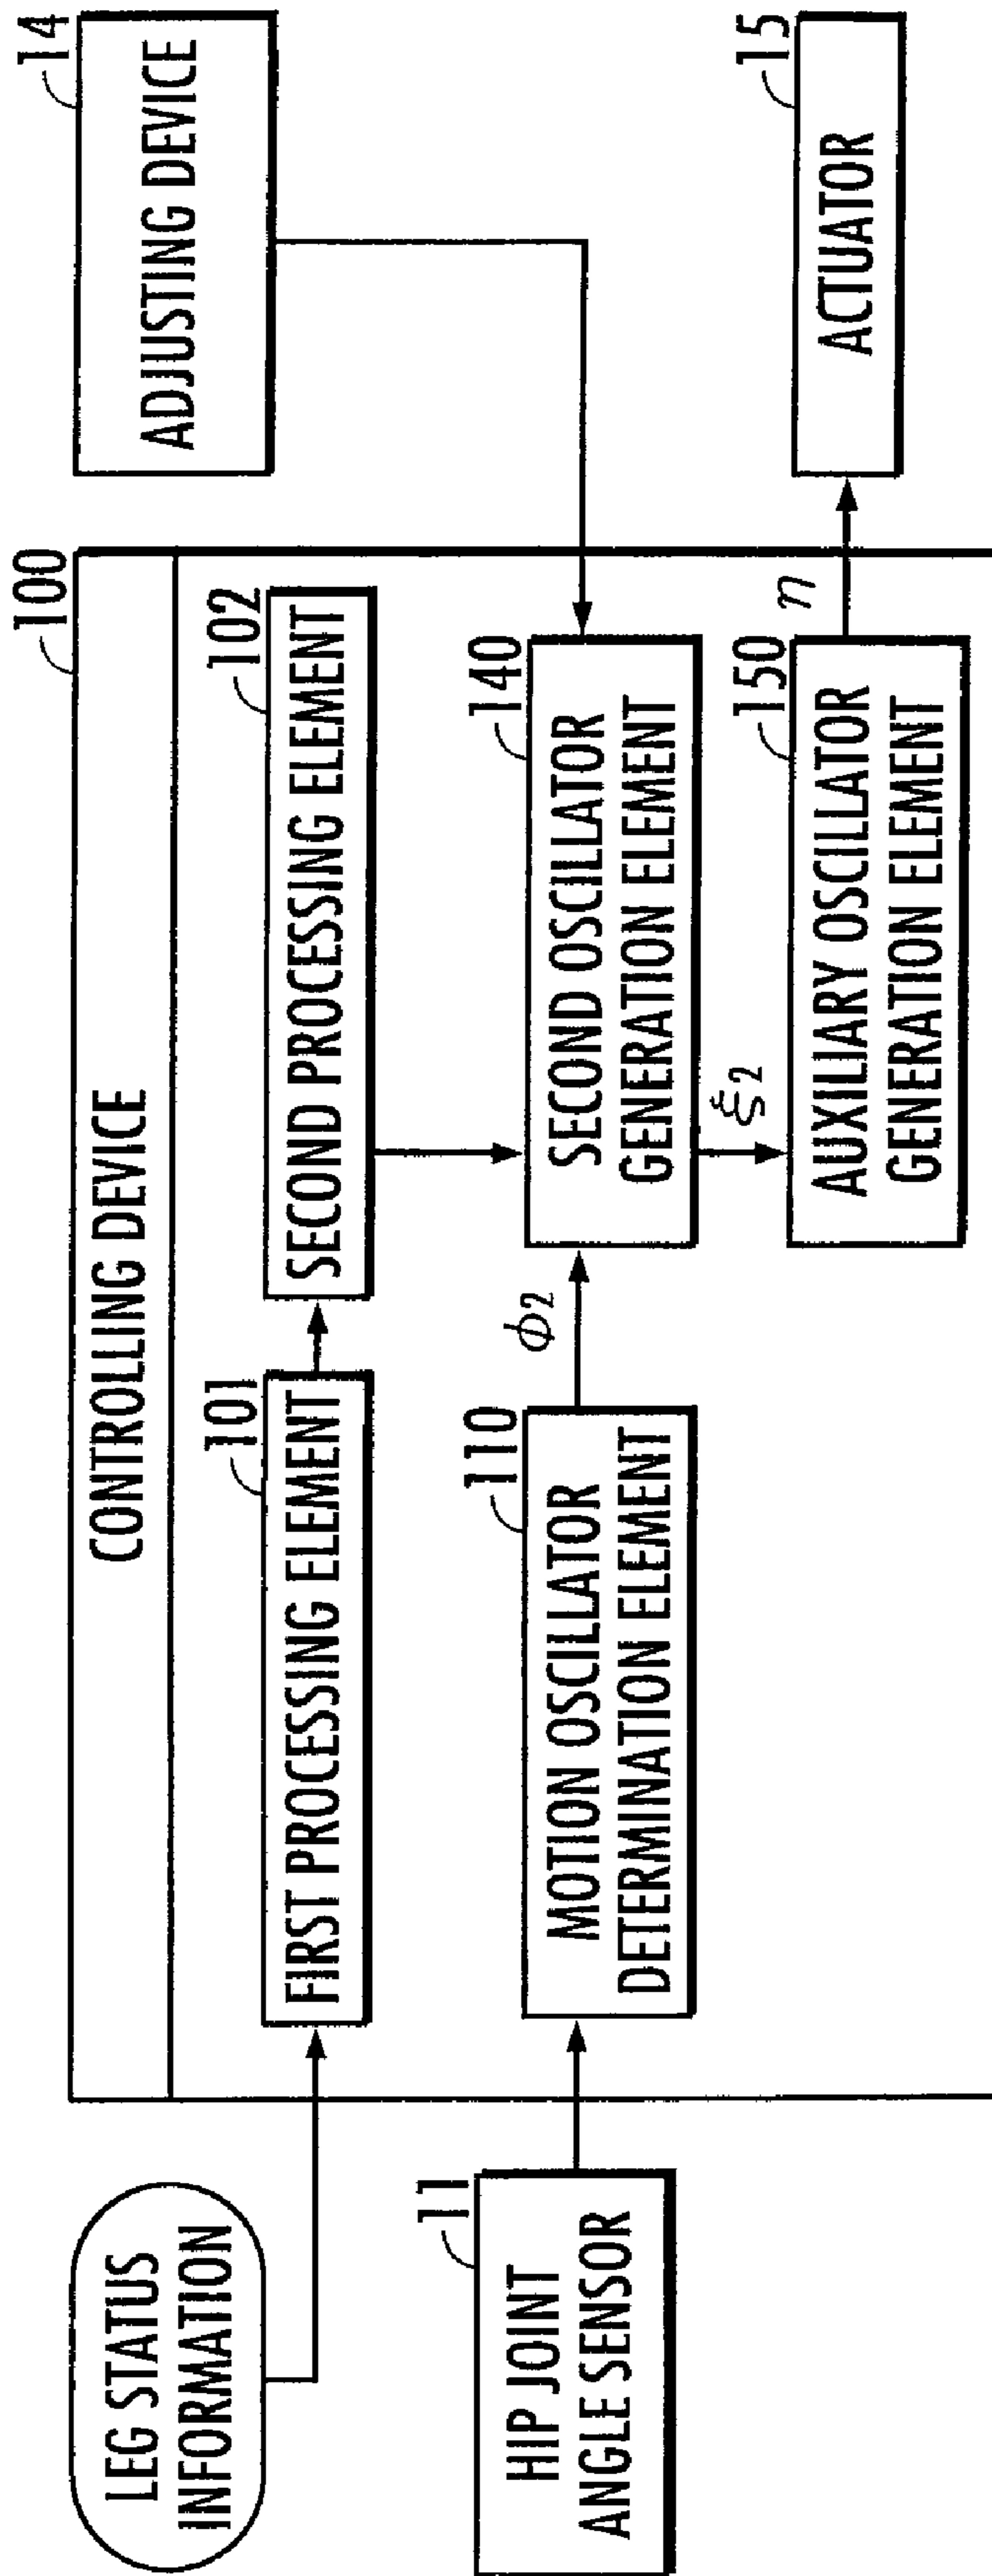 LEG STATUS
INFORMATION
HIP JOINT
ANGLE SENSOR
11
CONTROLLING DEVICE
100
FIRST PROCESSING ELEMENT
101
SECOND PROCESSING ELEMENT
102
MOTION OSCILLATOR
DETERMINATION ELEMENT
110
ϕ2
SECOND OSCILLATOR
GENERATION ELEMENT
140
ξ2
AUXILIARY OSCILLATOR
GENERATION ELEMENT
150
η
ADJUSTING DEVICE
14
ACTUATOR
15